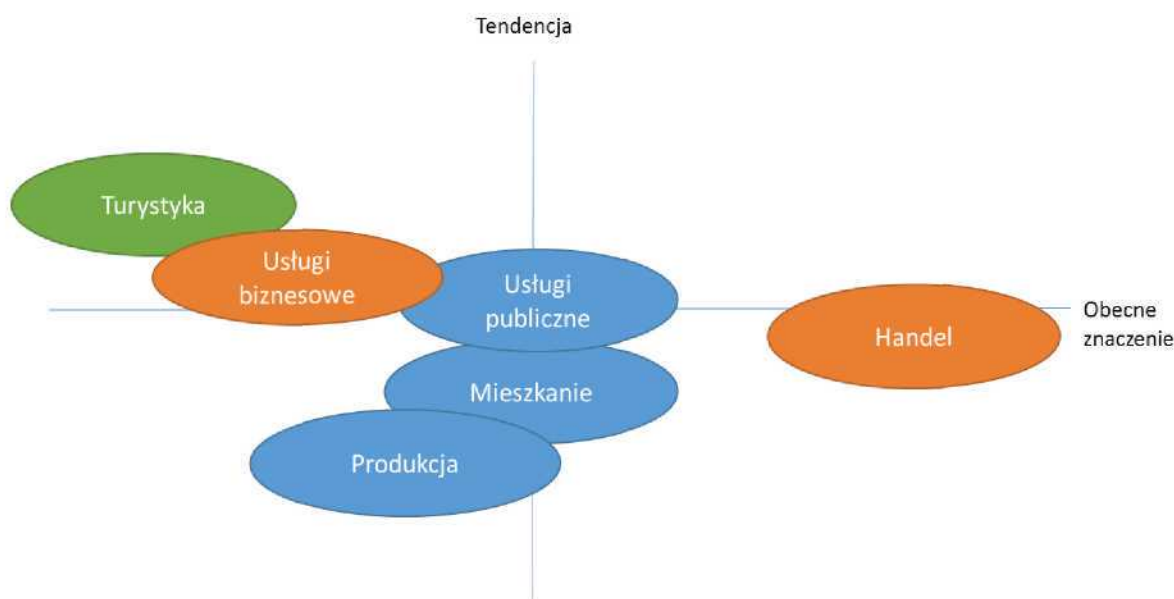 Tendencja
Turystyka
Usługi
biznesowe
Usługi
publiczne
Obecne
znaczenie
Handel
Mieszkanie
Produkcja